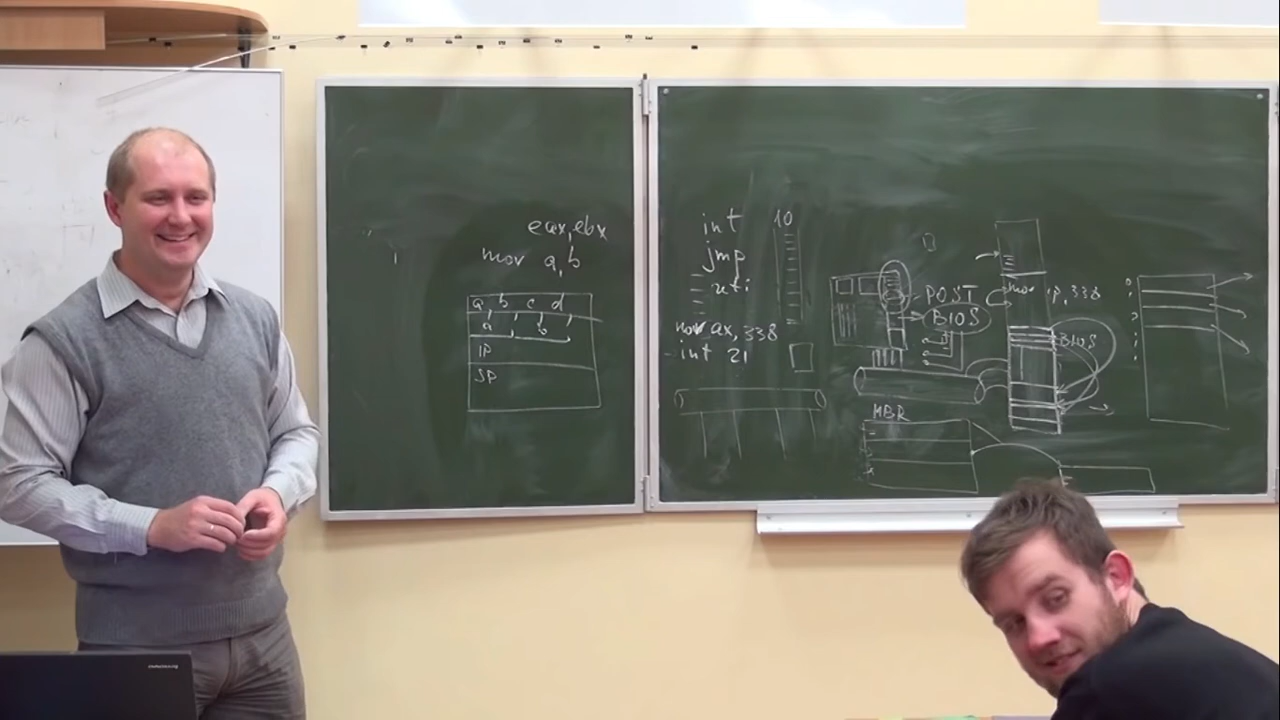 eax, ebx
mov a,b
a b c d
a b
IP
SP
int 10
jmp
mov ax, 338
int 21
POST
BIOS
MBR
mov ip, 338
BIOS